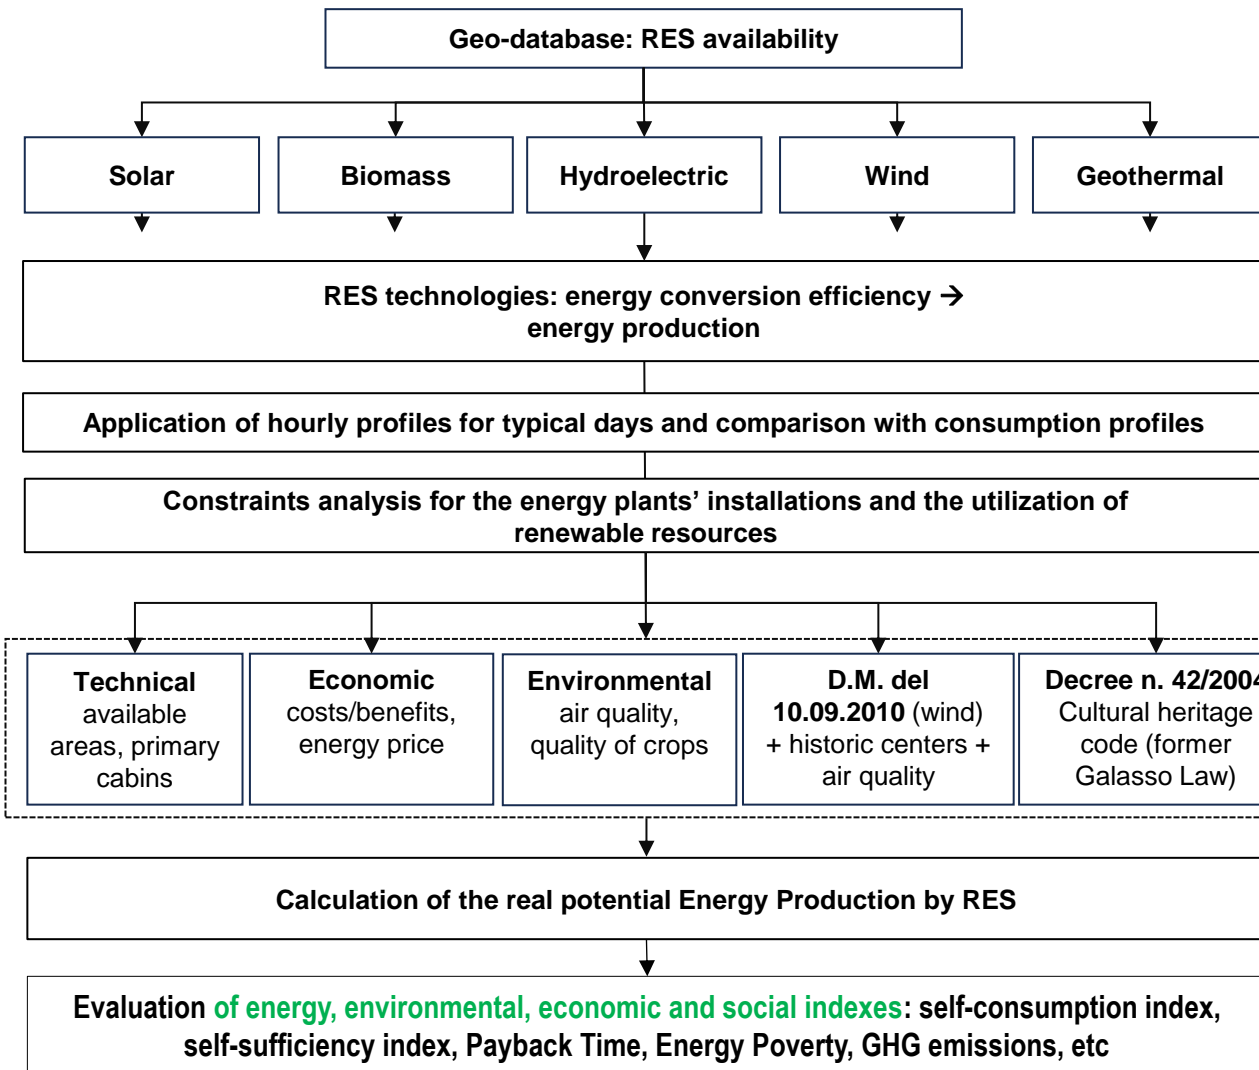 Geo-database: RES availability
Solar
Biomass
Hydroelectric
Wind
Geothermal
RES technologies: energy conversion efficiency →
energy production
Application of hourly profiles for typical days and comparison with consumption profiles
Constraints analysis for the energy plants’ installations and the utilization of
renewable resources
Technical
available
areas, primary
cabins
Economic
costs/benefits,
energy price
Environmental
air quality,
quality of crops
D.M. del
10.09.2010 (wind)
+ historic centers +
air quality
Decree n. 42/2004
Cultural heritage
code (former
Galasso Law)
Calculation of the real potential Energy Production by RES
Evaluation of energy, environmental, economic and social indexes: self-consumption index,
self-sufficiency index, Payback Time, Energy Poverty, GHG emissions, etc